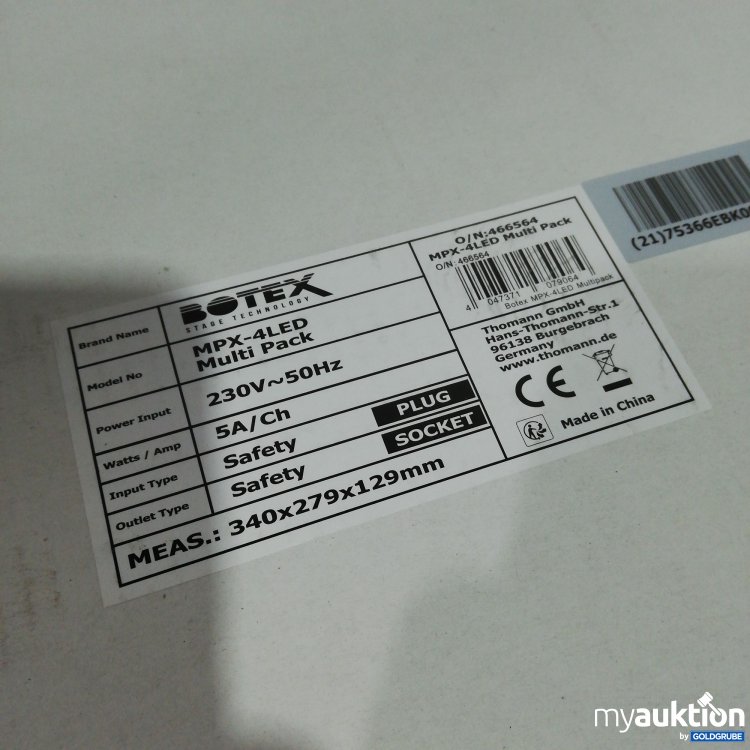 Brand Name
BOTEX
STAGE TECHNOLOGY
Model No
MPX-4LED
Multi Pack
Power Input
230V~50Hz
Watts / Amp
5A/Ch
Input Type
Safety
PLUG
Outlet Type
Safety
SOCKET
MEAS.: 340x279x129mm
O/N:466564
MPX-4LED Multi Pack
O/N: 466564
4 047371 079064
Botex MPX-4LED Multipack
Thomann GmbH
Hans-Thomann-Str.1
96138 Burgebrach
Germany
www.thomann.de
CE
Made in China
(21)75366EBK0
myauktion
by GOLDGRUBE